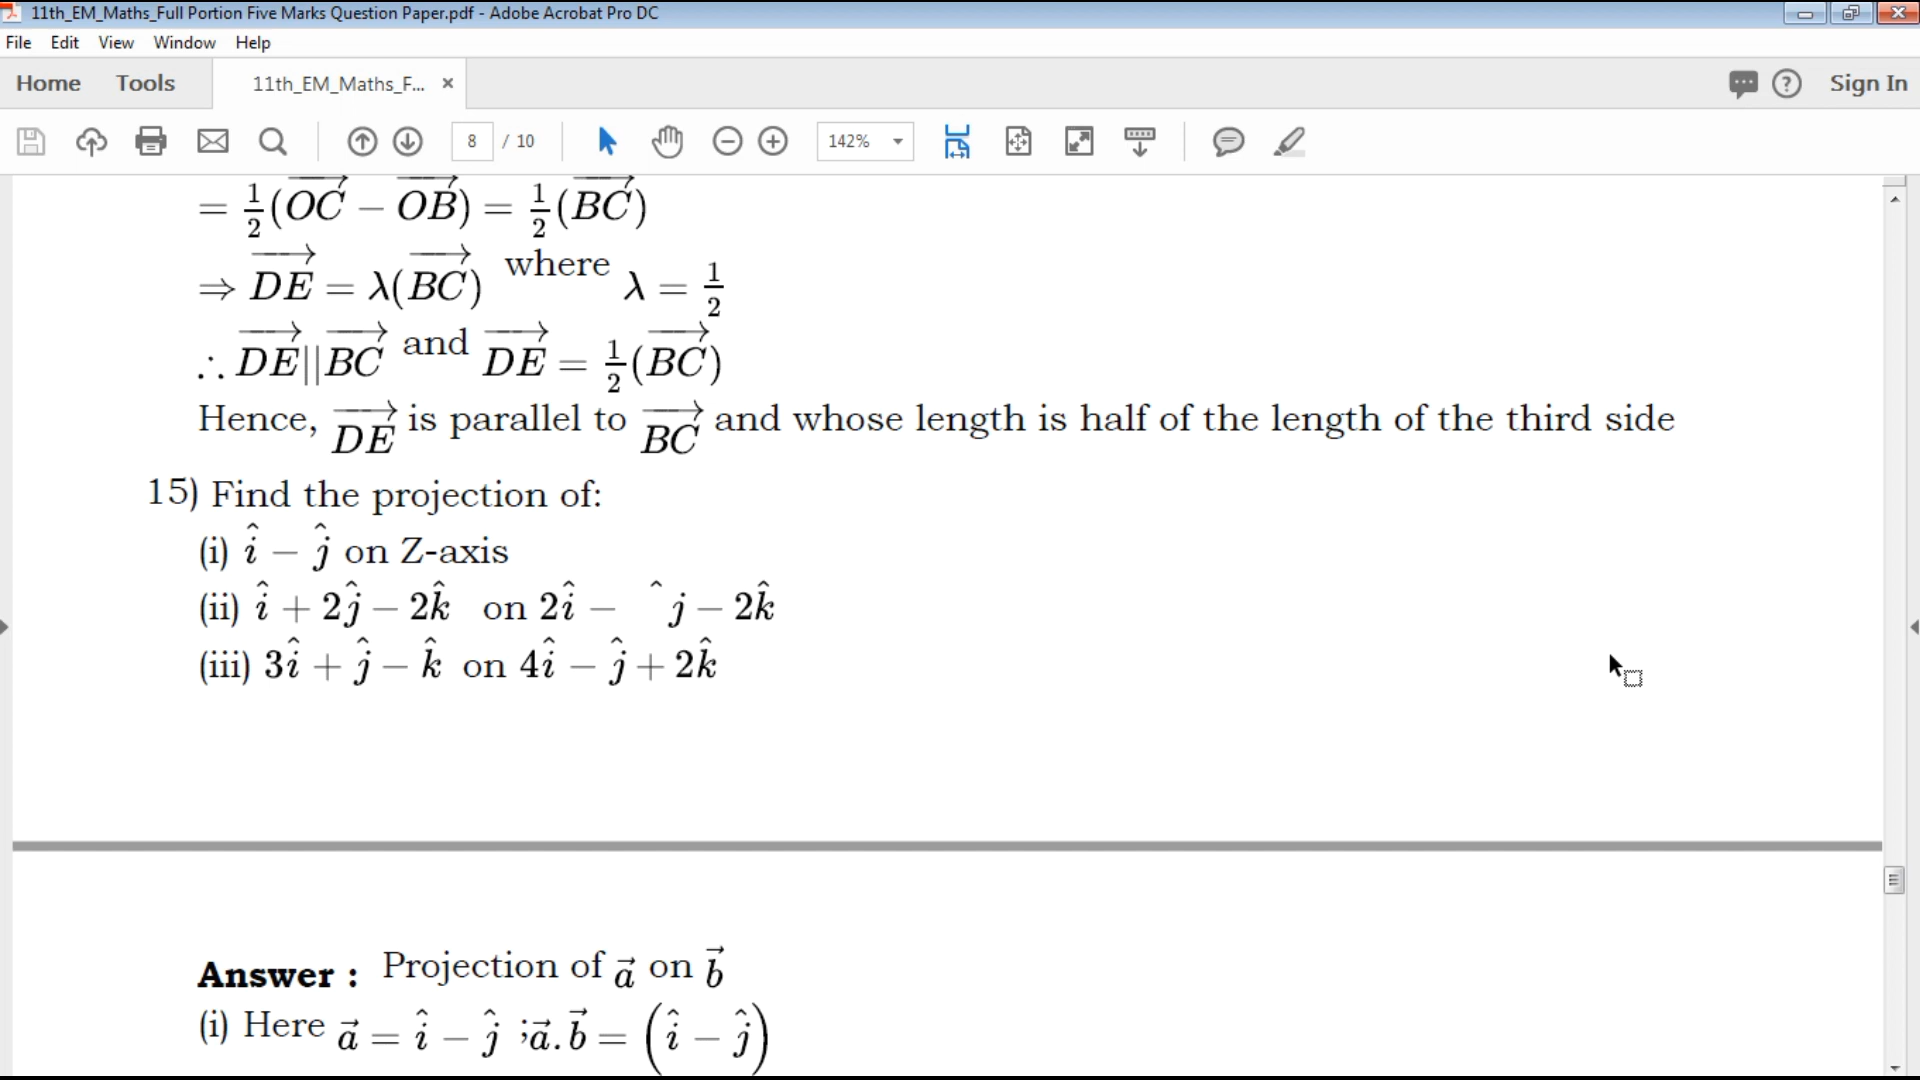 11th_EM_Maths_Full Portion Five Marks Question Paper.pdf - Adobe Acrobat Pro DC
File Edit View Window Help
Home Tools 11th_EM_Maths_F... × Sign In
8 / 10 142%
= 1/2(OC⃗ − OB⃗) = 1/2(BC⃗)
⇒ DE⃗ = λ(BC⃗) where λ = 1/2
∴ DE⃗||BC⃗ and DE⃗ = 1/2(BC⃗)
Hence, DE⃗ is parallel to BC⃗ and whose length is half of the length of the third side
15) Find the projection of:
(i) î − ĵ on Z-axis
(ii) î + 2ĵ − 2k̂ on 2î − ˆj − 2k̂
(iii) 3î + ĵ − k̂ on 4î − ĵ + 2k̂
Answer : Projection of a⃗ on b⃗
(i) Here a⃗ = î − ĵ ;a⃗.b⃗ = (î − ĵ)